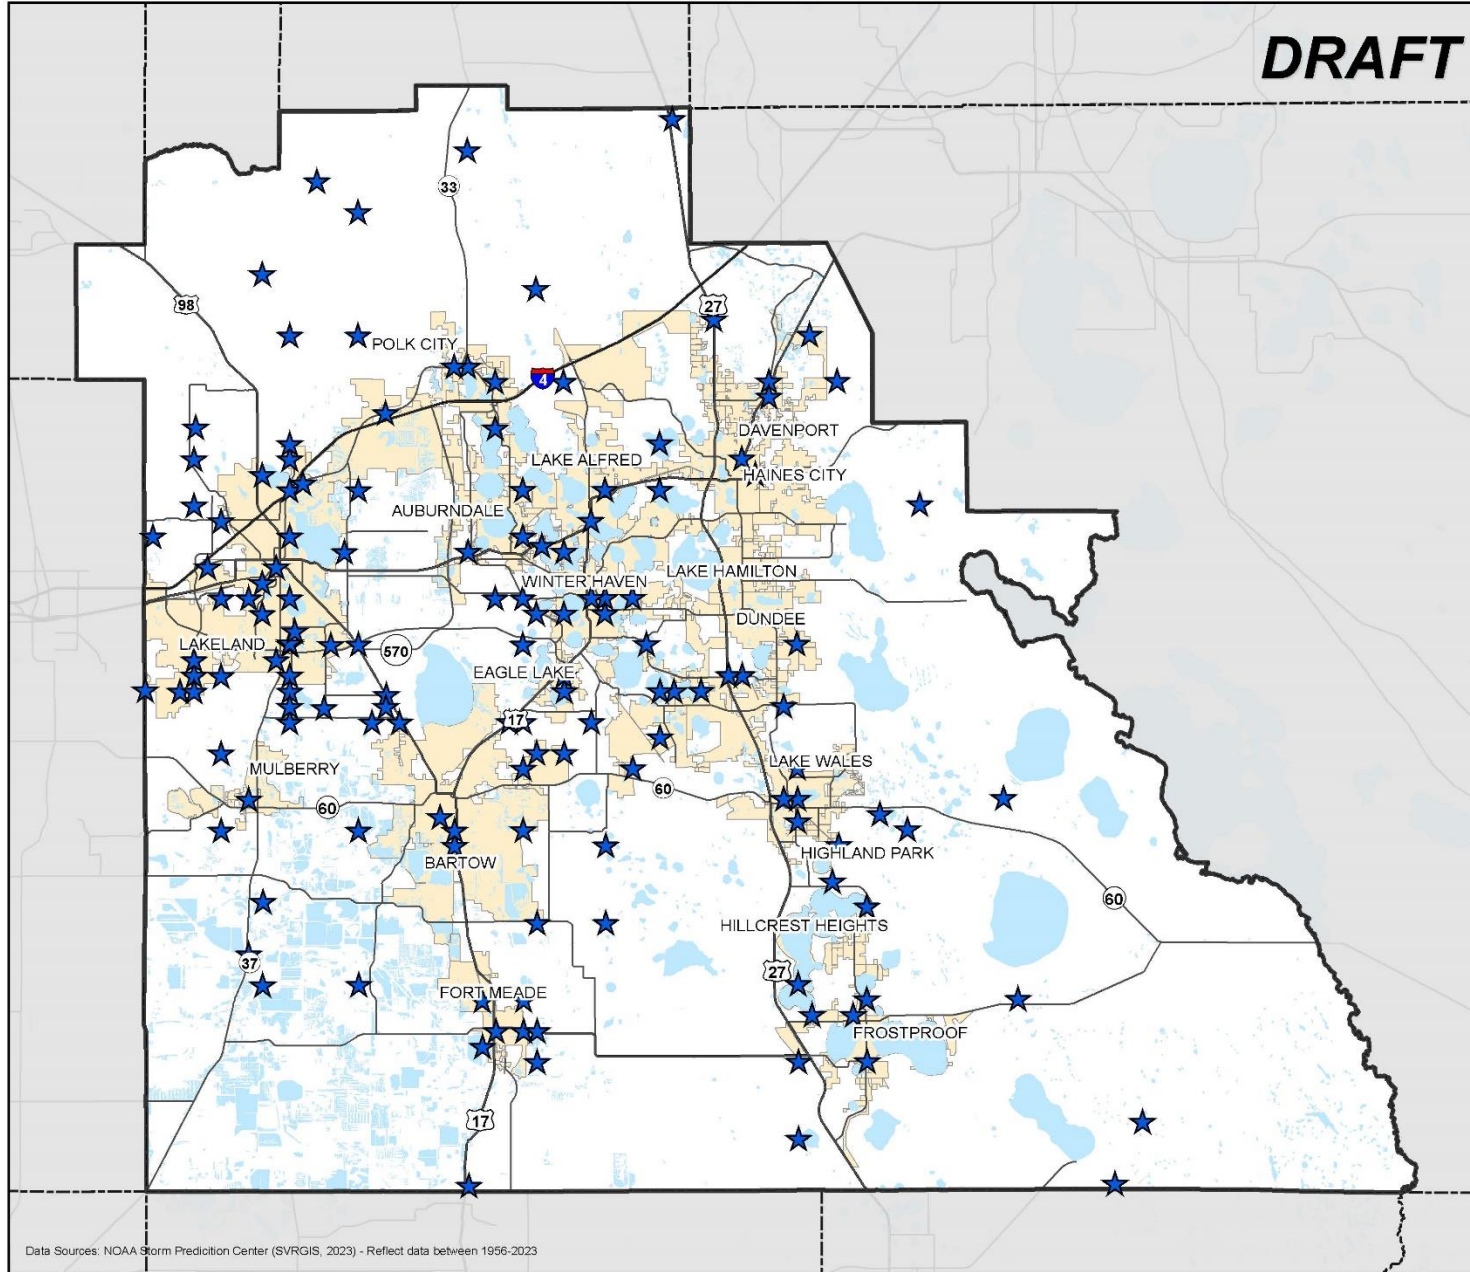 DRAFT
33
98
27
POLK CITY
4
DAVENPORT
LAKE ALFRED
HAINES CITY
AUBURNDALE
LAKE HAMILTON
WINTER HAVEN
DUNDEE
LAKELAND
570
EAGLE LAKE
17
LAKE WALES
MULBERRY
60
60
HIGHLAND PARK
BARTOW
60
HILLCREST HEIGHTS
37
27
FORT MEADE
FROSTPROOF
17
Data Sources: NOAA Storm Predicition Center (SVRGIS, 2023) - Reflect data between 1956-2023